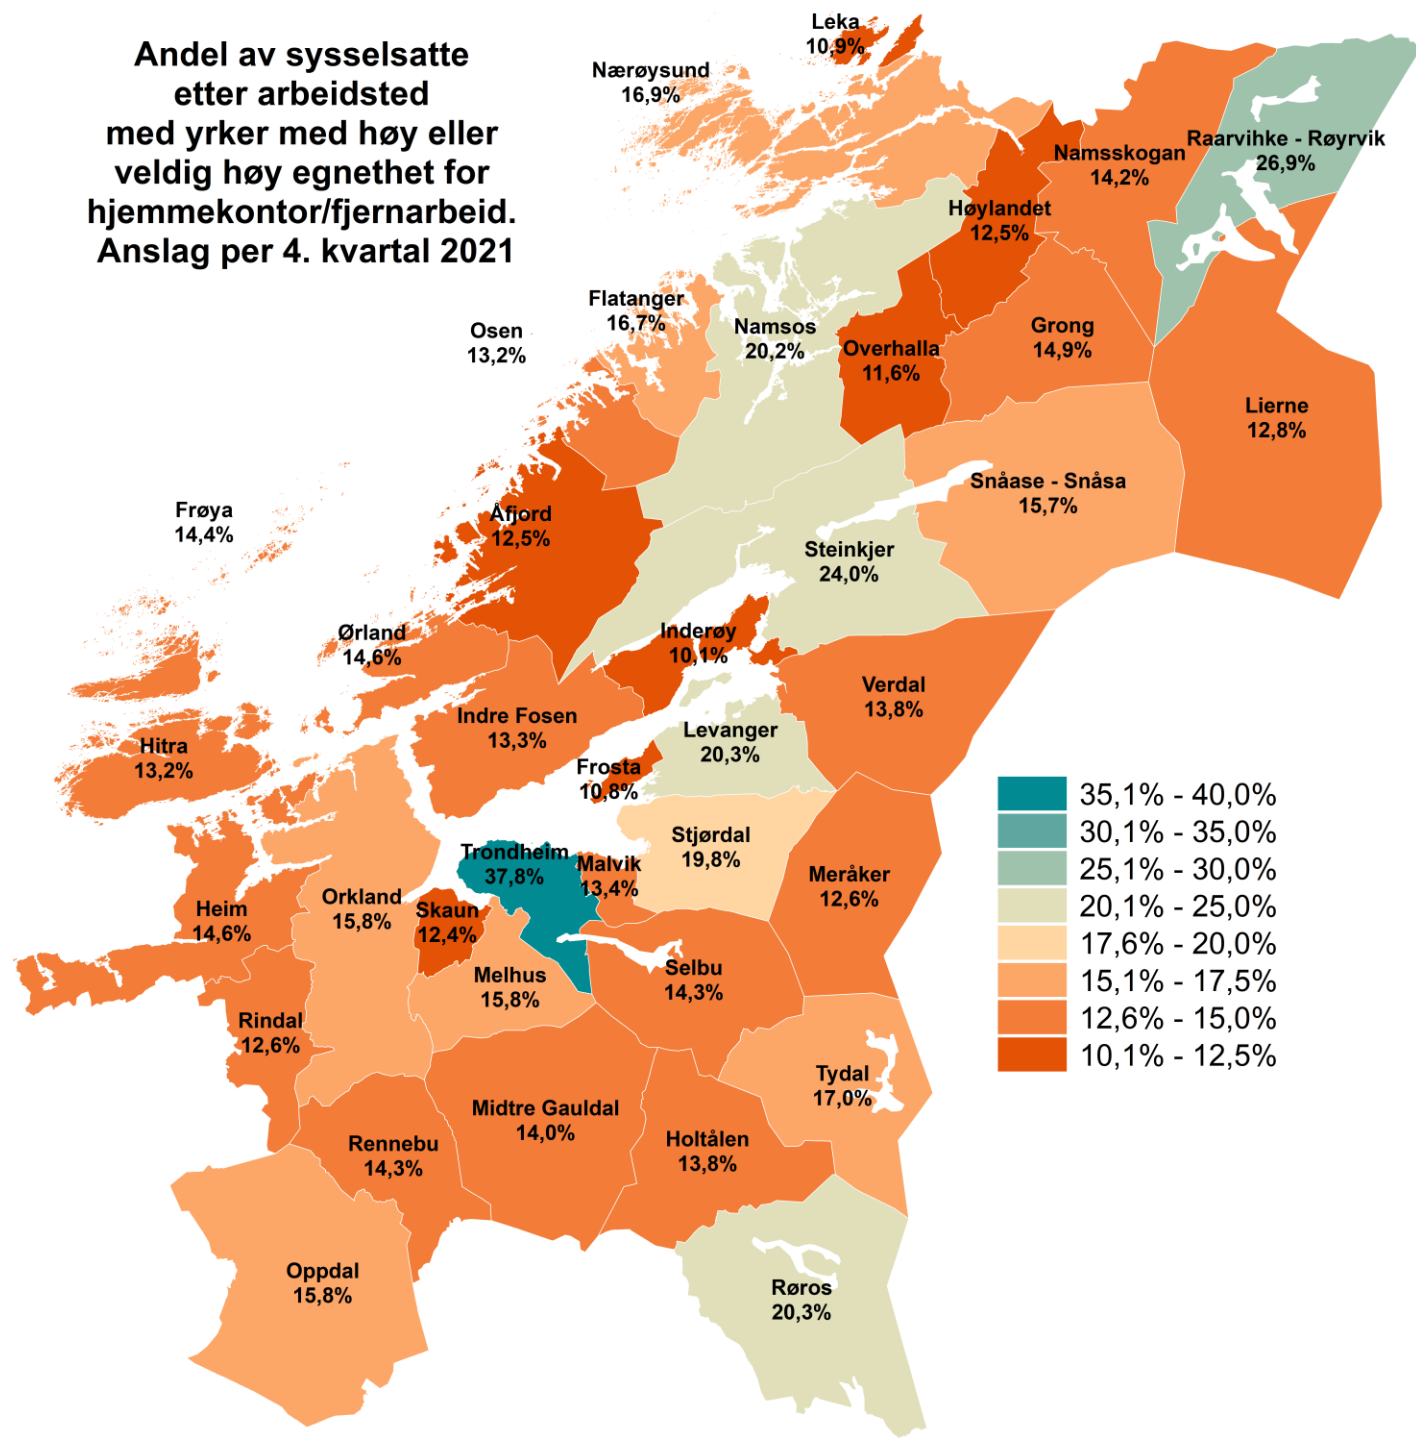 Andel av sysselsatte
etter arbeidsted
med yrker med høy eller
veldig høy egnethet for
hjemmekontor/fjernarbeid.
Anslag per 4. kvartal 2021
Leka
10,9%
Nærøysund
16,9%
Raarvihke - Røyrvik
26,9%
Namsskogan
14,2%
Høylandet
12,5%
Flatanger
16,7%
Osen
13,2%
Namsos
20,2%
Overhalla
11,6%
Grong
14,9%
Lierne
12,8%
Snåase - Snåsa
15,7%
Frøya
14,4%
Åfjord
12,5%
Steinkjer
24,0%
Ørland
14,6%
Inderøy
10,1%
Verdal
13,8%
Indre Fosen
13,3%
Levanger
20,3%
Hitra
13,2%
Frosta
10,8%
Stjørdal
19,8%
Trondheim
37,8%
Malvik
13,4%
Meråker
12,6%
Orkland
15,8%
Heim
14,6%
Skaun
12,4%
Melhus
15,8%
Selbu
14,3%
Rindal
12,6%
Tydal
17,0%
Midtre Gauldal
14,0%
Rennebu
14,3%
Holtålen
13,8%
Oppdal
15,8%
Røros
20,3%
35,1% - 40,0%
30,1% - 35,0%
25,1% - 30,0%
20,1% - 25,0%
17,6% - 20,0%
15,1% - 17,5%
12,6% - 15,0%
10,1% - 12,5%